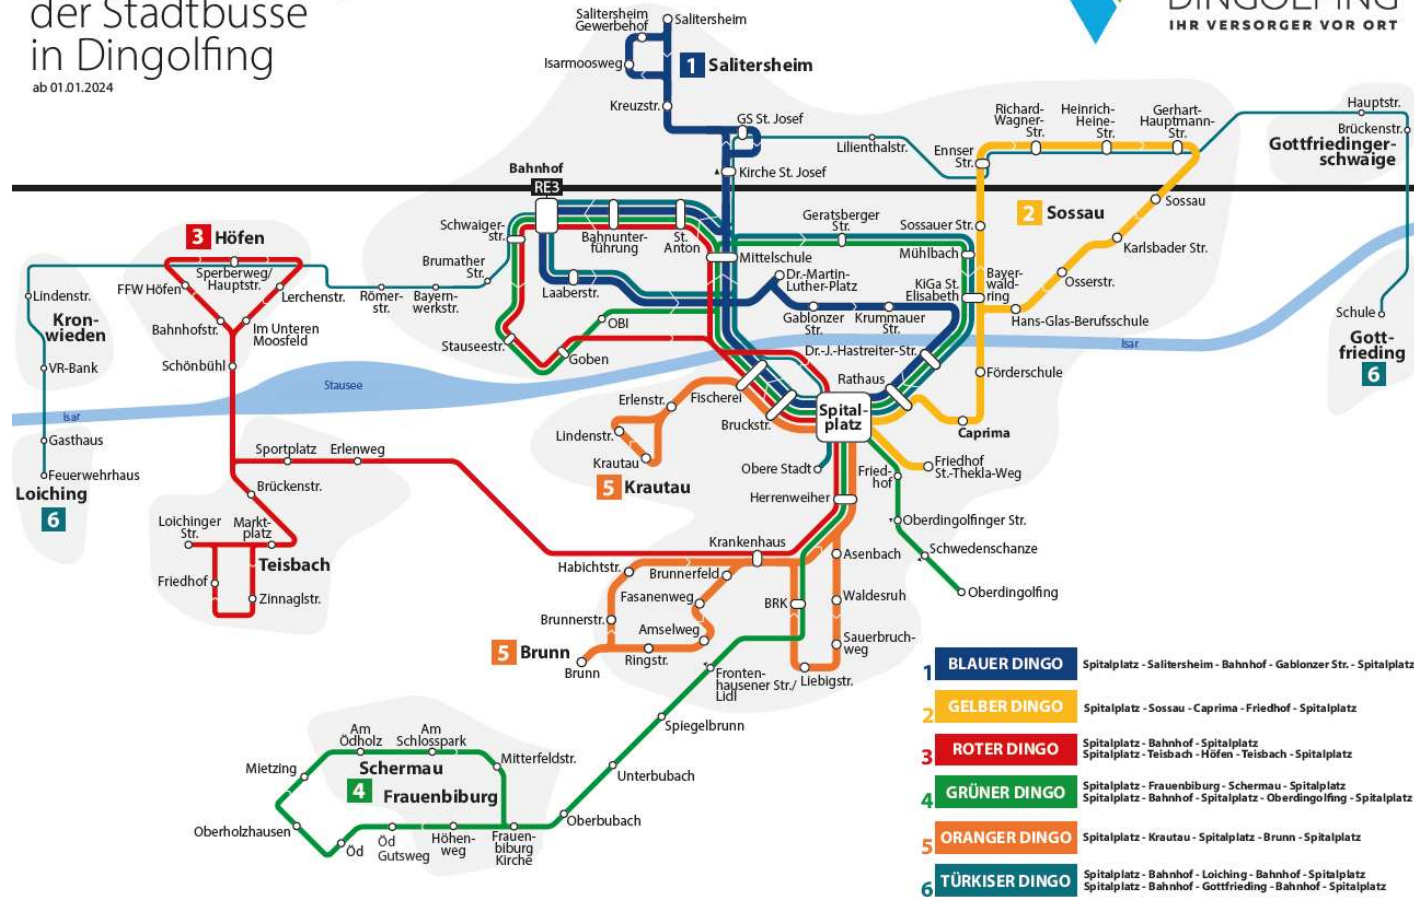 der Stadtbusse
in Dingolfing
ab 01.01.2024
DINGOLFING
IHR VERSORGER VOR ORT
Salitersheim
Gewerbehof
Salitersheim
Isarmoosweg
1 Salitersheim
Kreuzstr.
GS St. Josef
Lilienthalstr.
Kirche St. Josef
Ennser
Str.
Richard-
Wagner-
Str.
Heinrich-
Heine-
Str.
Gerhart-
Hauptmann-
Str.
Hauptstr.
Brückenstr.
Gottfriedinger-
schwaige
Bahnhof
RE3
Schwaiger-
str.
Bahnunter-
führung
St.
Anton
Geratsberger
Str.
Mittelschule
Sossauer Str.
Mühlbach
2 Sossau
Sossau
Karlsbader Str.
Osserstr.
KiGa St.
Elisabeth
Bayer-
wald-
ring
Hans-Glas-Berufsschule
3 Höfen
Sperberweg/
Hauptstr.
FFW Höfen
Lerchenstr.
Bahnhofstr.
Im Unteren
Moosfeld
Schönbühl
Lindenstr.
Kron-
wieden
VR-Bank
Gasthaus
Feuerwehrhaus
Loiching
6
Brumather
Str.
Römer-
str.
Bayern-
werkstr.
Laaberstr.
Dr.-Martin-
Luther-Platz
Gablonzer
Str.
Krummauer
Str.
OBI
Stauseestr.
Goben
Dr.-J.-Hastreiter-Str.
Rathaus
Isar
Schule
Gott-
frieding
6
Stausee
Isar
Förderschule
Caprima
Erlenstr.
Fischerei
Lindenstr.
Bruckstr.
Krautau
5 Krautau
Spital-
platz
Obere Stadt
Fried-
hof
Friedhof
St.-Thekla-Weg
Herrenweiher
Oberdingolfinger Str.
Schwedenschanze
Oberdingolfing
Sportplatz
Erlenweg
Brückenstr.
Loichinger
Str.
Markt-
platz
Teisbach
Friedhof
Zinnaglstr.
Krankenhaus
Habichtstr.
Brunnerfeld
Fasanenweg
Asenbach
BRK
Waldesruh
Brunnerstr.
Amselweg
Sauerbruch-
weg
5 Brunn
Brunn
Ringstr.
Fronten-
hausener Str./
Lidl
Liebigstr.
Spiegelbrunn
Unterbubach
Oberbubach
Am
Ödholz
Am
Schlosspark
Mitterfeldstr.
Mietzing
Schermau
4 Frauenbiburg
Oberholzhausen
Öd
Öd
Gutsweg
Höhen-
weg
Frauen-
biburg
Kirche
1 BLAUER DINGO Spitalplatz - Salitersheim - Bahnhof - Gablonzer Str. - Spitalplatz
2 GELBER DINGO Spitalplatz - Sossau - Caprima - Friedhof - Spitalplatz
3 ROTER DINGO Spitalplatz - Bahnhof - Spitalplatz
Spitalplatz - Teisbach - Höfen - Teisbach - Spitalplatz
4 GRÜNER DINGO Spitalplatz - Frauenbiburg - Schermau - Spitalplatz
Spitalplatz - Bahnhof - Spitalplatz - Oberdingolfing - Spitalplatz
5 ORANGER DINGO Spitalplatz - Krautau - Spitalplatz - Brunn - Spitalplatz
6 TÜRKISER DINGO Spitalplatz - Bahnhof - Loiching - Bahnhof - Spitalplatz
Spitalplatz - Bahnhof - Gottfrieding - Bahnhof - Spitalplatz